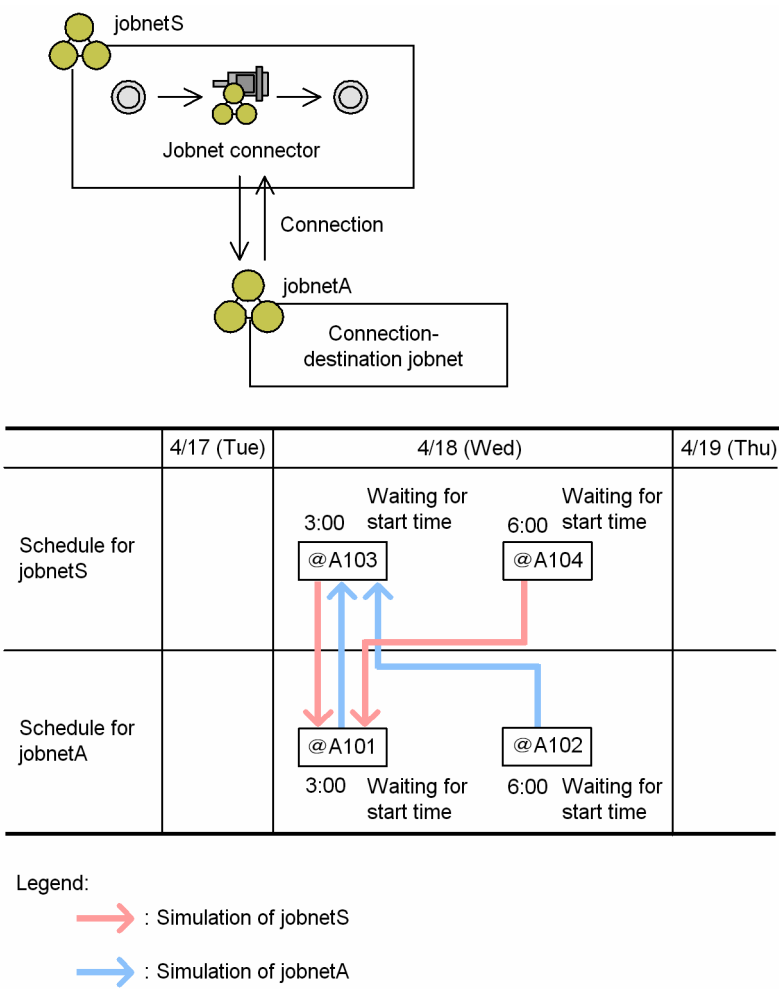 jobnetS
Jobnet connector
Connection
jobnetA
Connection-
destination jobnet
4/17 (Tue)
4/18 (Wed)
4/19 (Thu)
Schedule for
jobnetS
3:00
Waiting for
start time
@A103
6:00
Waiting for
start time
@A104
Schedule for
jobnetA
@A101
3:00
Waiting for
start time
@A102
6:00
Waiting for
start time
Legend:
: Simulation of jobnetS
: Simulation of jobnetA